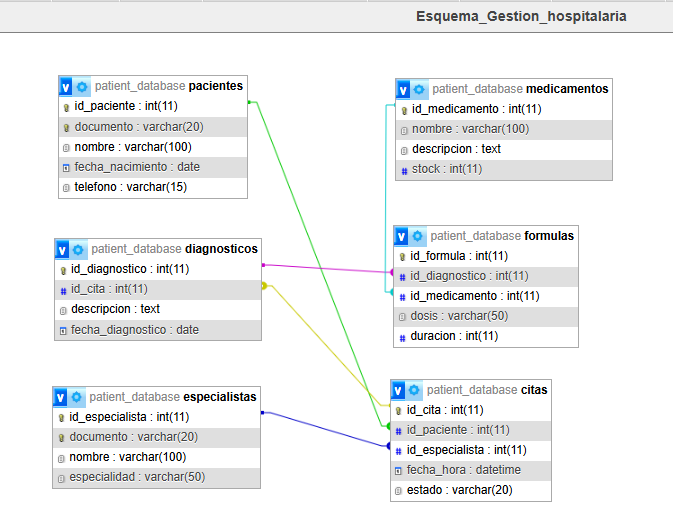 Esquema_Gestion_hospitalaria
v patient_database pacientes
id_paciente : int(11)
documento : varchar(20)
nombre : varchar(100)
fecha_nacimiento : date
telefono : varchar(15)
v patient_database diagnosticos
id_diagnostico : int(11)
# id_cita : int(11)
descripcion : text
fecha_diagnostico : date
v patient_database especialistas
id_especialista : int(11)
documento : varchar(20)
nombre : varchar(100)
especialidad : varchar(50)
v patient_database medicamentos
id_medicamento : int(11)
nombre : varchar(100)
descripcion : text
# stock : int(11)
v patient_database formulas
id_formula : int(11)
# id_diagnostico : int(11)
# id_medicamento : int(11)
dosis : varchar(50)
# duracion : int(11)
v patient_database citas
id_cita : int(11)
# id_paciente : int(11)
# id_especialista : int(11)
fecha_hora : datetime
estado : varchar(20)